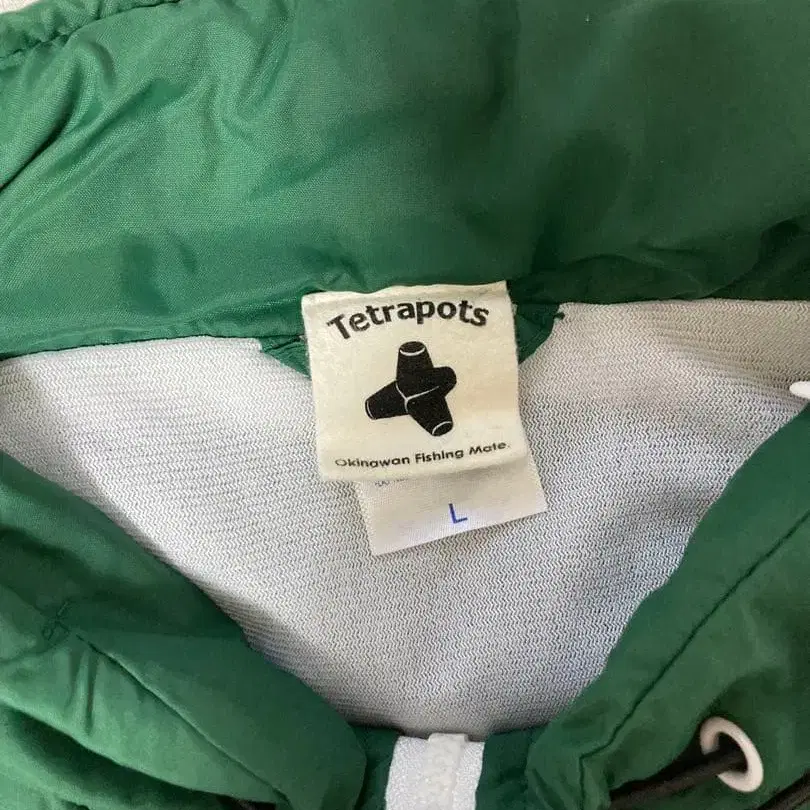 Tetrapots
Okinawan Fishing Mate.
L